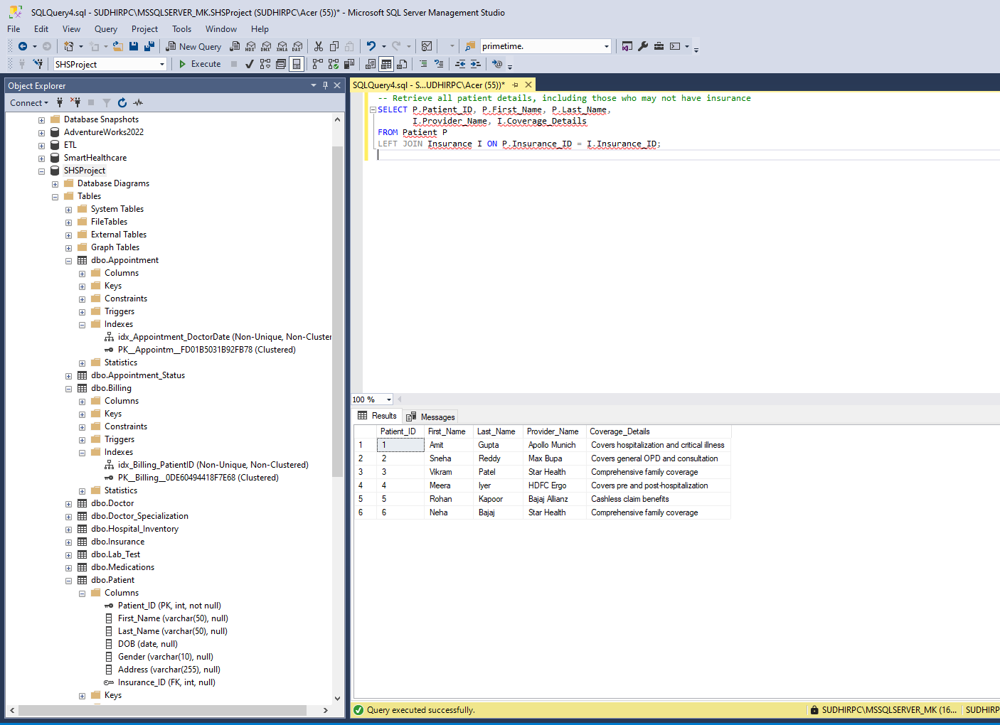 SQLQuery4.sql - SUDHIRPC\MSSQLSERVER_MK.SHSProject (SUDHIRPC\Acer (55))* - Microsoft SQL Server Management Studio
File Edit View Query Project Tools Window Help
New Query MDX DMX XMLA DAX primetime.
SHSProject Execute
Object Explorer
Connect
Database Snapshots
AdventureWorks2022
ETL
SmartHealthcare
SHSProject
Database Diagrams
Tables
System Tables
FileTables
External Tables
Graph Tables
dbo.Appointment
Columns
Keys
Constraints
Triggers
Indexes
idx_Appointment_DoctorDate (Non-Unique, Non-Cluster
PK__Appointm__FD01B5031B92FB78 (Clustered)
Statistics
dbo.Appointment_Status
dbo.Billing
Columns
Keys
Constraints
Triggers
Indexes
idx_Billing_PatientID (Non-Unique, Non-Clustered)
PK__Billing__0DE60494418F7E68 (Clustered)
Statistics
dbo.Doctor
dbo.Doctor_Specialization
dbo.Hospital_Inventory
dbo.Insurance
dbo.Lab_Test
dbo.Medications
dbo.Patient
Columns
Patient_ID (PK, int, not null)
First_Name (varchar(50), null)
Last_Name (varchar(50), null)
DOB (date, null)
Gender (varchar(10), null)
Address (varchar(255), null)
Insurance_ID (FK, int, null)
Keys
SQLQuery4.sql - S...UDHIRPC\Acer (55))*
-- Retrieve all patient details, including those who may not have insurance
SELECT P.Patient_ID, P.First_Name, P.Last_Name,
I.Provider_Name, I.Coverage_Details
FROM Patient P
LEFT JOIN Insurance I ON P.Insurance_ID = I.Insurance_ID;
100 %
Results Messages
Patient_ID First_Name Last_Name Provider_Name Coverage_Details
1 1 Amit Gupta Apollo Munich Covers hospitalization and critical illness
2 2 Sneha Reddy Max Bupa Covers general OPD and consultation
3 3 Vikram Patel Star Health Comprehensive family coverage
4 4 Meera Iyer HDFC Ergo Covers pre and post-hospitalization
5 5 Rohan Kapoor Bajaj Allianz Cashless claim benefits
6 6 Neha Bajaj Star Health Comprehensive family coverage
Query executed successfully. SUDHIRPC\MSSQLSERVER_MK (16... SUDHIRP